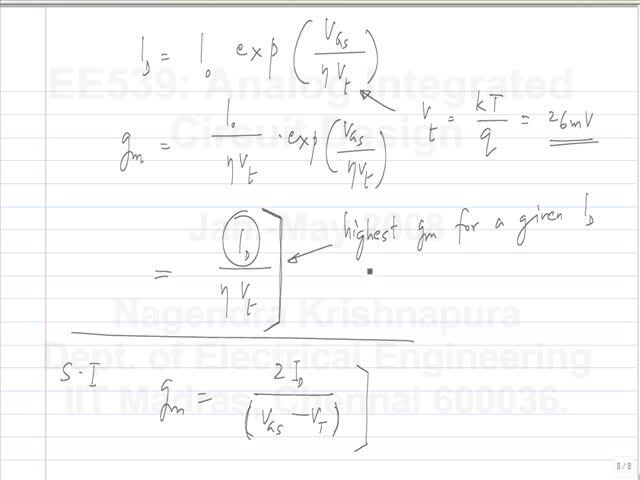 I_D = I_0 exp(V_GS / ηV_t)
V_t = kT / q = 26mV
g_m = I_0 / ηV_t · exp(V_GS / ηV_t)
= I_D / ηV_t
highest g_m for a given I_D
S.I g_m = 2I_D / (V_GS – V_T)
EE539: Analog Integrated
Circuit Design
Jan-May 2008
Nagendra Krishnapura
Dept. of Electrical Engineering
IIT Madras, Chennai 600036.
8 / 8